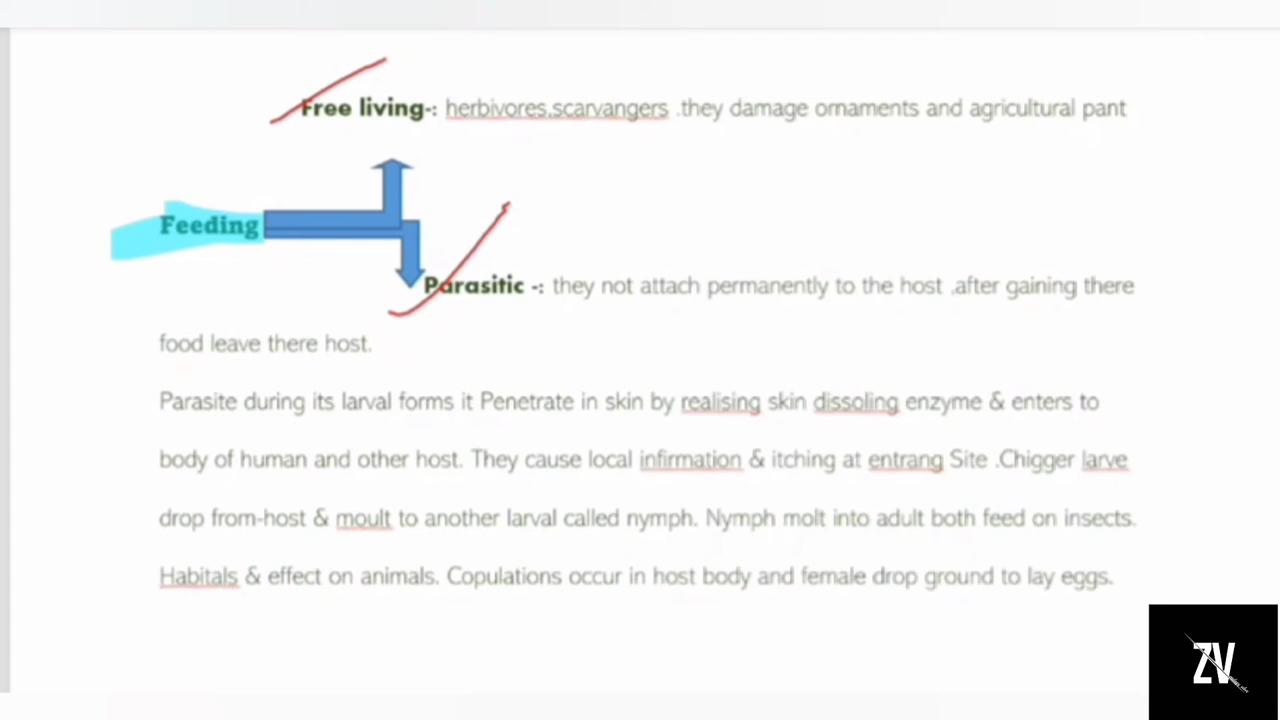 Free living-: herbivores,scarvangers .they damage ornaments and agricultural pant
Feeding
Parasitic -: they not attach permanently to the host ,after gaining there
food leave there host.
Parasite during its larval forms it Penetrate in skin by realising skin dissoling enzyme & enters to
body of human and other host. They cause local infirmation & itching at entrang Site .Chigger larve
drop from-host & moult to another larval called nymph. Nymph molt into adult both feed on insects.
Habitals & effect on animals. Copulations occur in host body and female drop ground to lay eggs.
ZV